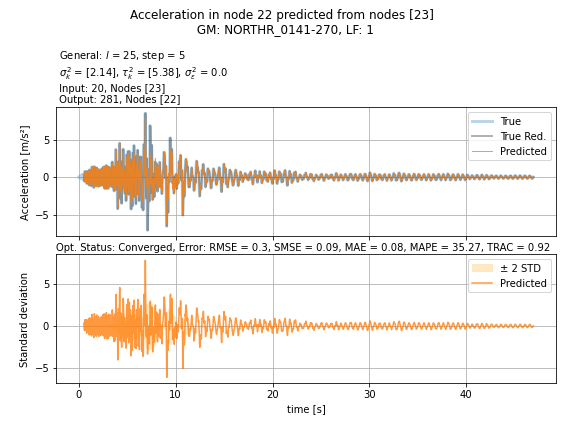 Acceleration in node 22 predicted from nodes [23]
GM: NORTHR_0141-270, LF: 1
General: l = 25, step = 5
σ²ₖ = [2.14], τ²ₖ = [5.38], σ²ₑ = 0.0
Input: 20, Nodes [23]
Output: 281, Nodes [22]
Acceleration [m/s²]
5
0
−5
True
True Red.
Predicted
Opt. Status: Converged, Error: RMSE = 0.3, SMSE = 0.09, MAE = 0.08, MAPE = 35.27, TRAC = 0.92
Standard deviation
5
0
−5
± 2 STD
Predicted
0 10 20 30 40
time [s]